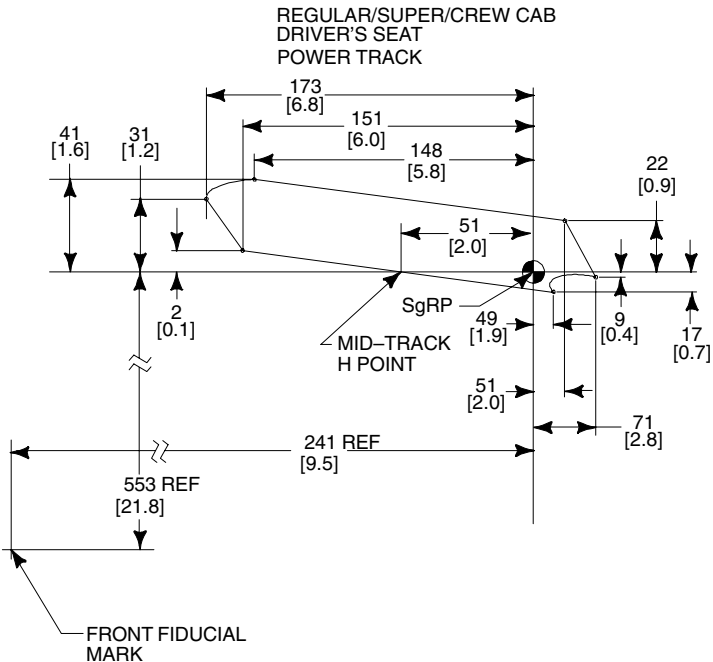 REGULAR/SUPER/CREW CAB
DRIVER'S SEAT
POWER TRACK
173
[6.8]
151
[6.0]
41
[1.6]
31
[1.2]
148
[5.8]
22
[0.9]
51
[2.0]
SgRP
2
[0.1]
49
[1.9]
9
[0.4]
17
[0.7]
MID–TRACK
H POINT
51
[2.0]
71
[2.8]
241 REF
[9.5]
553 REF
[21.8]
FRONT FIDUCIAL
MARK